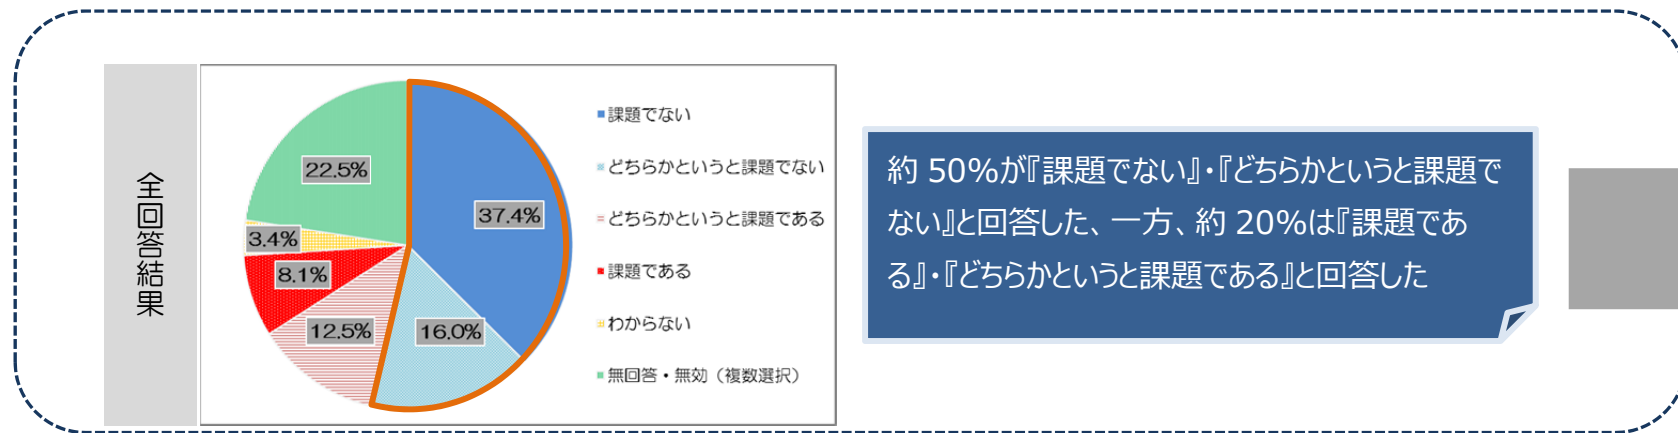 全回答結果
22.5%
37.4%
3.4%
8.1%
12.5%
16.0%
課題でない
どちらかというと課題でない
どちらかというと課題である
課題である
わからない
無回答・無効（複数選択）
約 50%が『課題でない』・『どちらかというと課題で
ない』と回答した、一方、約 20%は『課題であ
る』・『どちらかというと課題である』と回答した